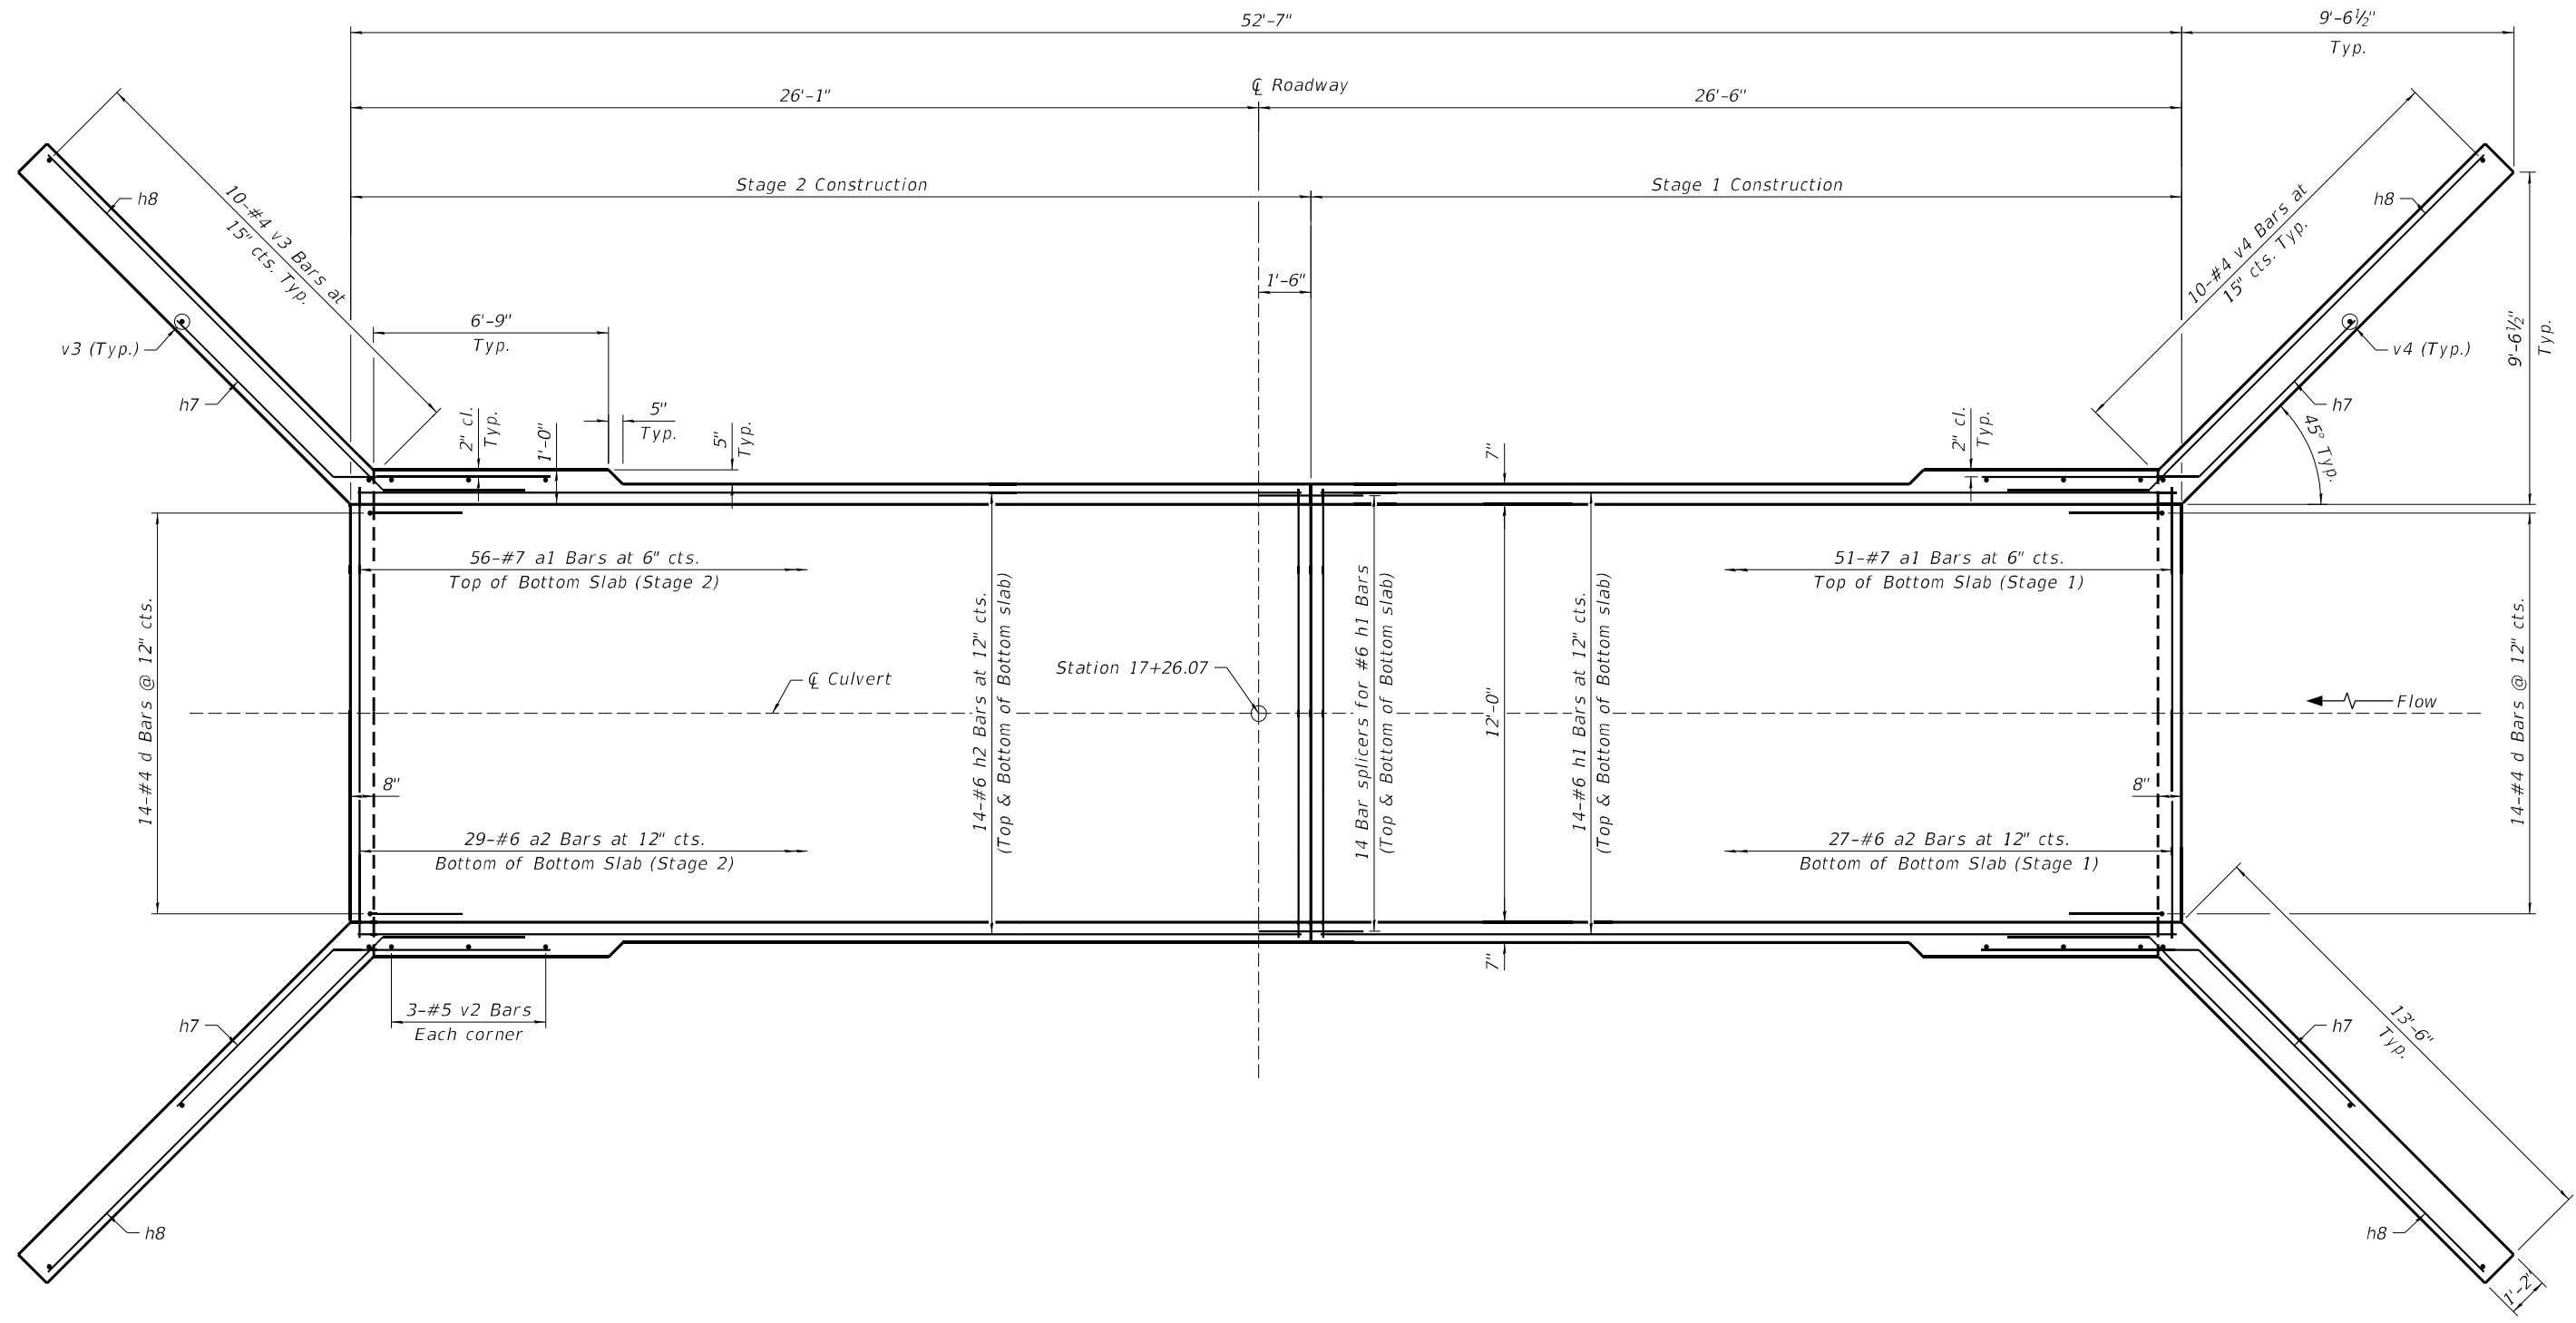 52'-7"
9'-6½"
Typ.
℄ Roadway
26'-1"
26'-6"
Stage 2 Construction
Stage 1 Construction
h8
10-#4 v3 Bars at
15" cts. Typ.
v3 (Typ.)
h7
6'-9"
Typ.
1'-6"
10-#4 v4 Bars at
15" cts. Typ.
h8
v4 (Typ.)
h7
9'-6½"
Typ.
45° Typ.
2" cl.
Typ.
1'-0"
5"
Typ.
5"
Typ.
7"
2" cl.
Typ.
56-#7 a1 Bars at 6" cts.
Top of Bottom Slab (Stage 2)
51-#7 a1 Bars at 6" cts.
Top of Bottom Slab (Stage 1)
14-#4 d Bars @ 12" cts.
℄ Culvert
Station 17+26.07
14-#6 h2 Bars at 12" cts.
(Top & Bottom of Bottom slab)
14 Bar splicers for #6 h1 Bars
(Top & Bottom of Bottom slab)
12'-0"
14-#6 h1 Bars at 12" cts.
(Top & Bottom of Bottom slab)
Flow
14-#4 d Bars @ 12" cts.
8"
8"
29-#6 a2 Bars at 12" cts.
Bottom of Bottom Slab (Stage 2)
27-#6 a2 Bars at 12" cts.
Bottom of Bottom Slab (Stage 1)
7"
3-#5 v2 Bars
Each corner
h7
h8
h7
h8
13'-6"
Typ.
1'-2"